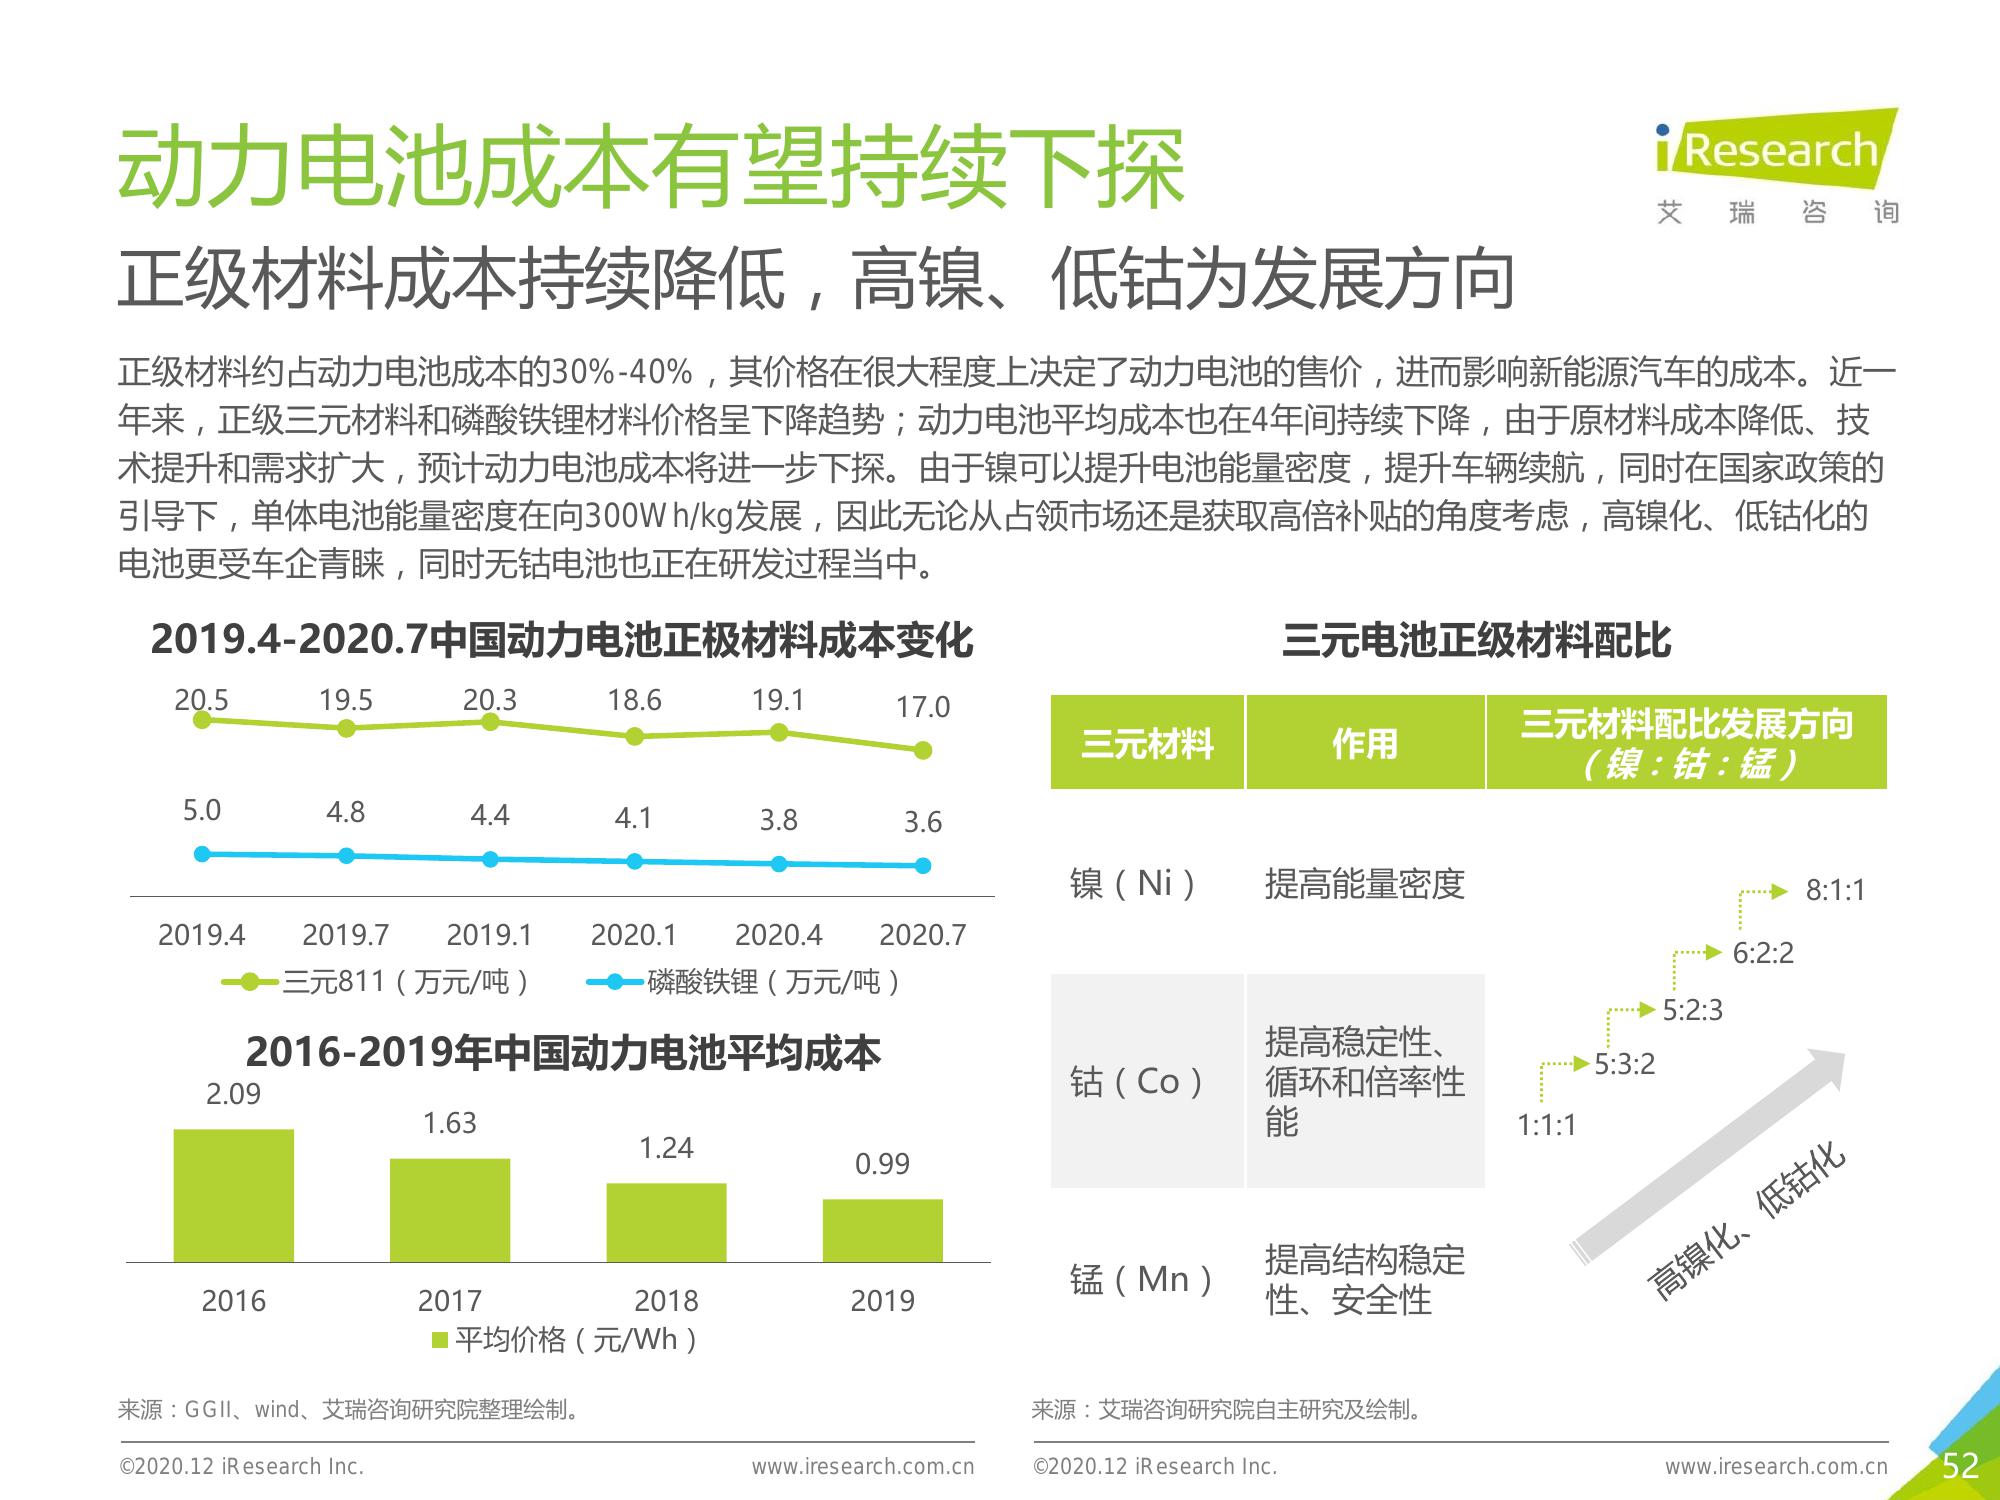 动力电池成本有望持续下探
iResearch
艾瑞咨询
正级材料成本持续降低，高镍、低钴为发展方向
正级材料约占动力电池成本的30%-40%，其价格在很大程度上决定了动力电池的售价，进而影响新能源汽车的成本。近一
年来，正级三元材料和磷酸铁锂材料价格呈下降趋势；动力电池平均成本也在4年间持续下降，由于原材料成本降低、技
术提升和需求扩大，预计动力电池成本将进一步下探。由于镍可以提升电池能量密度，提升车辆续航，同时在国家政策的
引导下，单体电池能量密度在向300Wh/kg发展，因此无论从占领市场还是获取高倍补贴的角度考虑，高镍化、低钴化的
电池更受车企青睐，同时无钴电池也正在研发过程当中。
2019.4-2020.7中国动力电池正极材料成本变化
20.5 19.5 20.3 18.6 19.1 17.0
5.0 4.8 4.4 4.1 3.8 3.6
2019.4 2019.7 2019.1 2020.1 2020.4 2020.7
三元811（万元/吨） 磷酸铁锂（万元/吨）
2016-2019年中国动力电池平均成本
2.09 1.63 1.24 0.99
2016 2017 2018 2019
平均价格（元/Wh）
来源：GGII、wind、艾瑞咨询研究院整理绘制。
©2020.12 iResearch Inc. www.iresearch.com.cn
三元电池正级材料配比
三元材料 作用 三元材料配比发展方向
（镍：钴：锰）
镍（Ni） 提高能量密度
钴（Co） 提高稳定性、
循环和倍率性
能
锰（Mn） 提高结构稳定
性、安全性
8:1:1
6:2:2
5:2:3
5:3:2
1:1:1
高镍化、低钴化
来源：艾瑞咨询研究院自主研究及绘制。
©2020.12 iResearch Inc. www.iresearch.com.cn
52